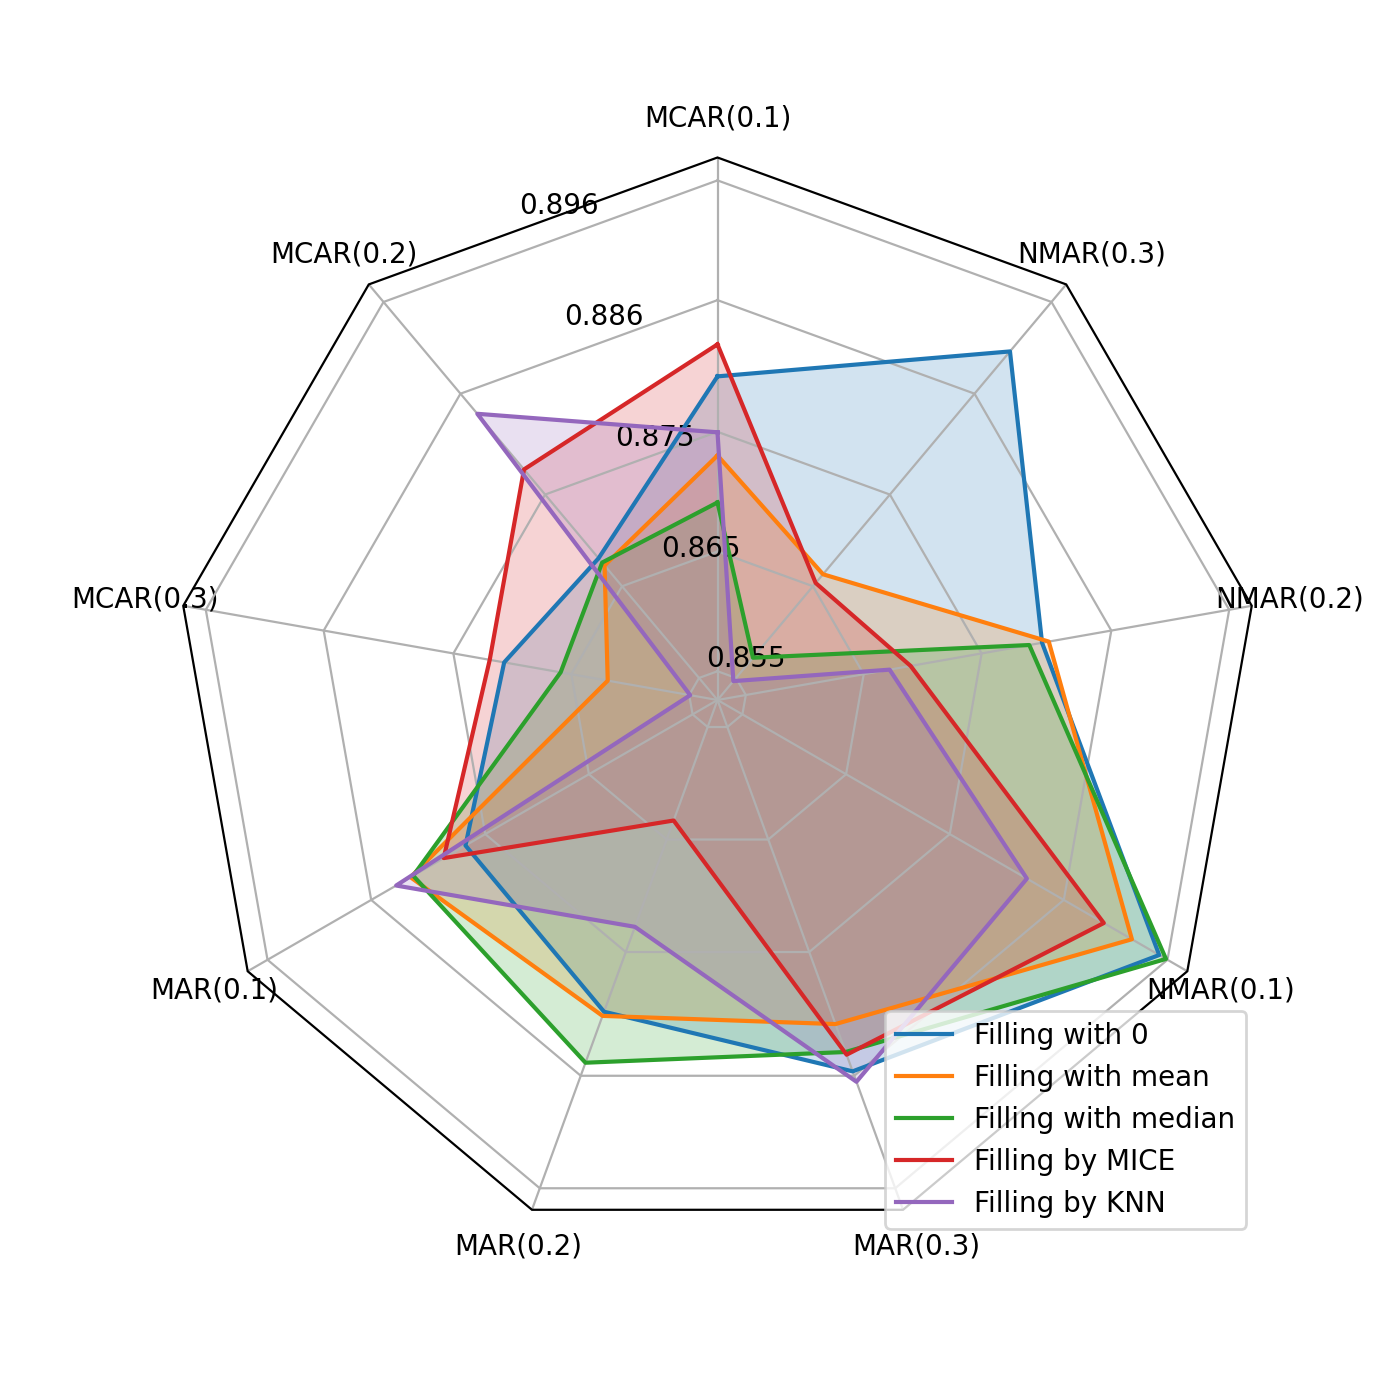 MCAR(0.1)
0.896
MCAR(0.2)
NMAR(0.3)
0.886
0.875
0.865
MCAR(0.3)
NMAR(0.2)
0.855
MAR(0.1)
NMAR(0.1)
Filling with 0
Filling with mean
Filling with median
Filling by MICE
Filling by KNN
MAR(0.2)
MAR(0.3)